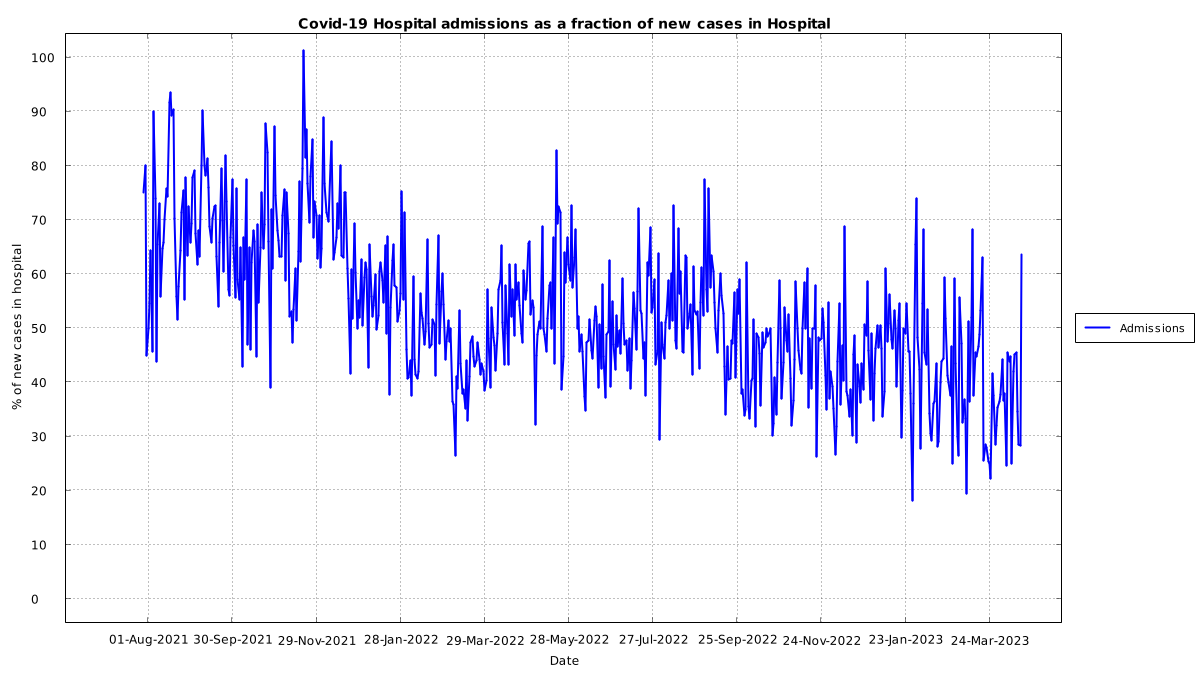 Covid-19 Hospital admissions as a fraction of new cases in Hospital
100
90
80
70
60
50
40
30
20
10
0
% of new cases in hospital
01-Aug-2021 30-Sep-2021 29-Nov-2021 28-Jan-2022 29-Mar-2022 28-May-2022 27-Jul-2022 25-Sep-2022 24-Nov-2022 23-Jan-2023 24-Mar-2023
Date
Admissions